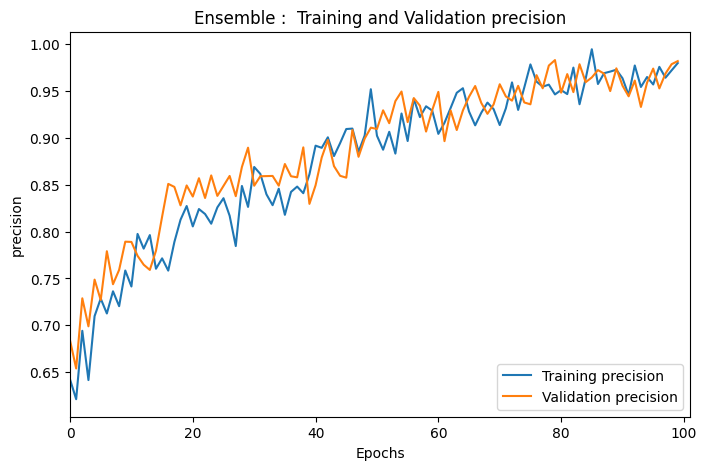 Ensemble :  Training and Validation precision
1.00
0.95
0.90
0.85
0.80
0.75
0.70
0.65
precision
Training precision
Validation precision
0 20 40 60 80 100
Epochs